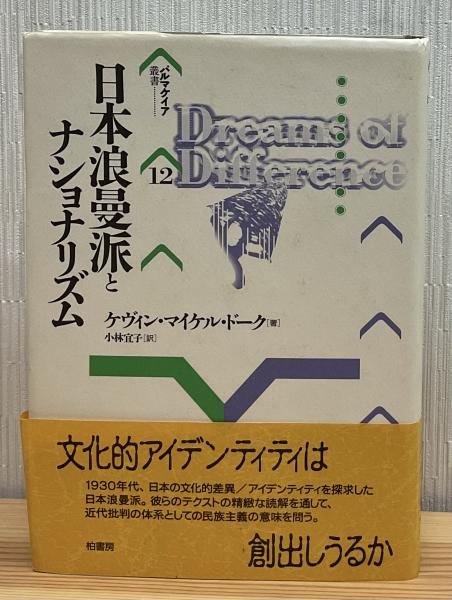 パルマケイア
叢書…………
12
日本浪曼派と
ナショナリズム
Dreams of
Difference
ケヴィン・マイケル・ドーク[著]
小林宜子[訳]
文化的アイデンティティは
1930年代、日本の文化的差異／アイデンティティを探求した
日本浪曼派。彼らのテクストの精緻な読解を通して、
近代批判の体系としての民族主義の意味を問う。
柏書房
創出しうるか